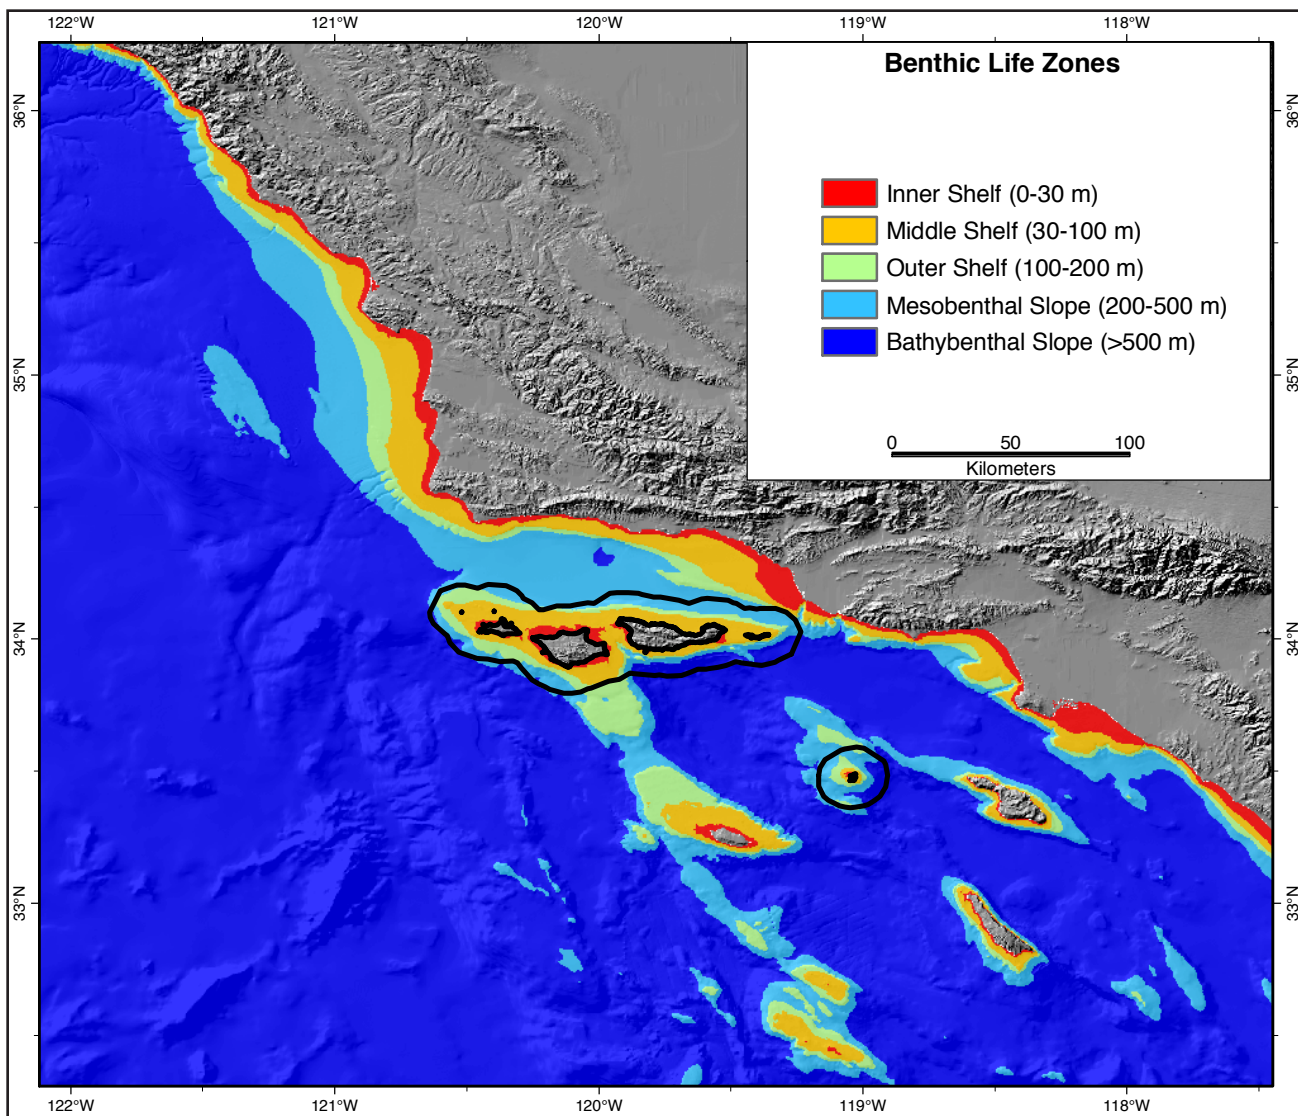 122°W 121°W 120°W 119°W 118°W
Benthic Life Zones
Inner Shelf (0-30 m)
Middle Shelf (30-100 m)
Outer Shelf (100-200 m)
Mesobenthal Slope (200-500 m)
Bathybenthal Slope (>500 m)
0 50 100
Kilometers
36°N 36°N
35°N 35°N
34°N 34°N
33°N 33°N
122°W 121°W 120°W 119°W 118°W